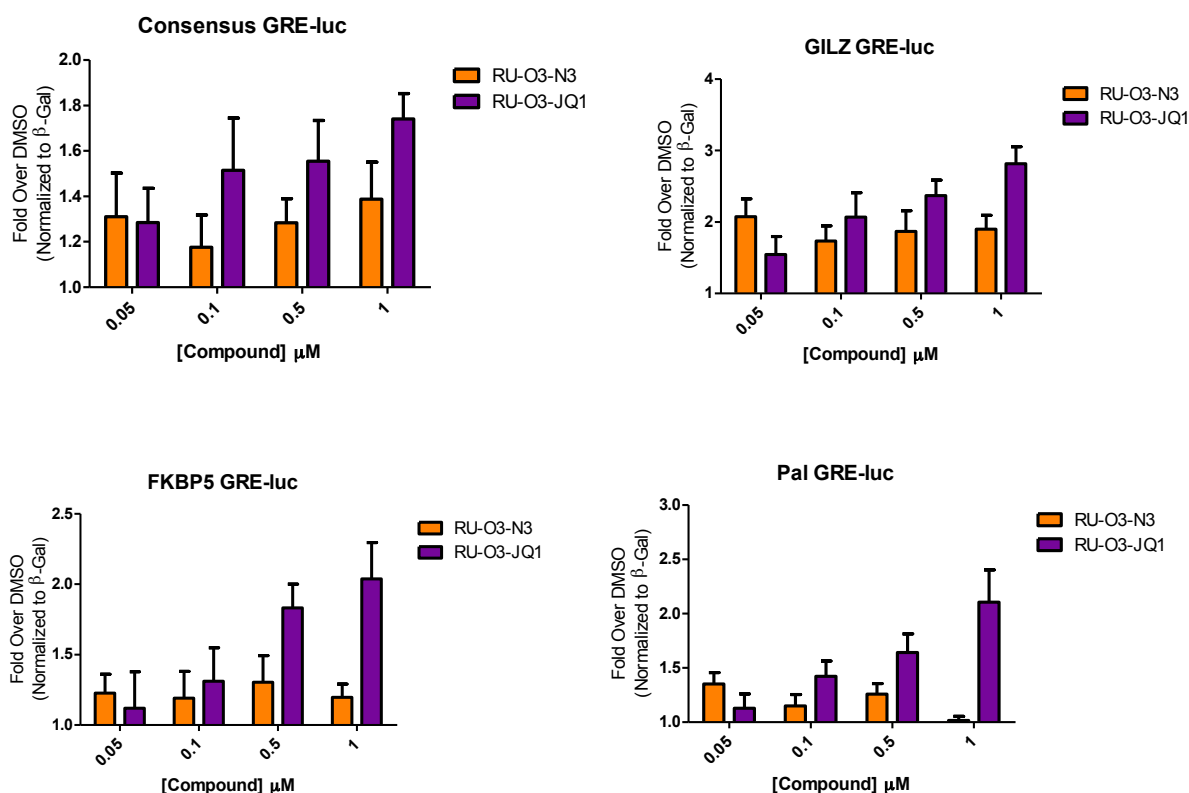 Consensus GRE-luc
Fold Over DMSO
(Normalized to β-Gal)
2.0
1.8
1.6
1.4
1.2
1.0
0.05
0.1
0.5
1
[Compound] μM
RU-O3-N3
RU-O3-JQ1
GILZ GRE-luc
Fold Over DMSO
(Normalized to β-Gal)
4
3
2
1
0.05
0.1
0.5
1
[Compound] μM
RU-O3-N3
RU-O3-JQ1
FKBP5 GRE-luc
Fold Over DMSO
(Normalized to β-Gal)
2.5
2.0
1.5
1.0
0.05
0.1
0.5
1
[Compound] μM
RU-O3-N3
RU-O3-JQ1
Pal GRE-luc
Fold Over DMSO
(Normalized to β-Gal)
3.0
2.5
2.0
1.5
1.0
0.05
0.1
0.5
1
[Compound] μM
RU-O3-N3
RU-O3-JQ1